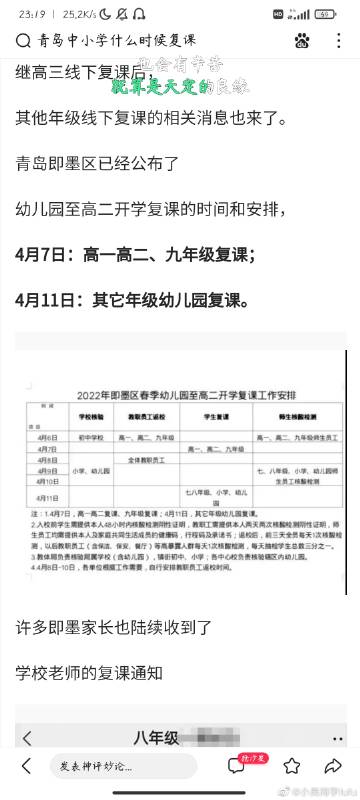 23:19 25.2K/s HD 5G 60
青岛中小学什么时候复课
继高三线下复课后，
也会有辛苦
就算是天定的良缘
其他年级线下复课的相关消息也来了。
青岛即墨区已经公布了
幼儿园至高二开学复课的时间和安排，
4月7日：高一高二、九年级复课；
4月11日：其它年级幼儿园复课。
2022年即墨区春季幼儿园至高二开学复课工作安排
学校核验 教职员工返校 学生复课 师生核酸检测
4月6日 初中学校 高一、高二、九年级 高一、高二、九年级师生员工
4月7日 高一、高二、九年级
4月8日 全体教职员工
4月9日 小学、幼儿园 七、八年级、小学、幼儿园师生员工核酸检测
4月10日
4月11日 七八年级、小学、幼儿园
注：1.4月7日，高一高二复课、九年级复课；4月11日，其它年级幼儿园复课。
2.入校前学生需提供本人48小时内核酸检测阴性证明，教职工需提供本人两天两次核酸检测阴性证明，师
生员工均需提供本人及家庭共同生活成员的健康码，行程码及承诺书；返校后，前三天全员每天1次核酸检
测，以后教职员工（含保洁、保安、餐厅）等高暴露人群每天1次核酸检测，每天抽检学生总数三分之一。
3.教体局负责核验局属学校（含幼儿园），镇街初中、小学；各中心校负责核验辖区内幼儿园。
4.4月8日-10日，各单位根据工作需要，自行安排教职员工返校时间。
许多即墨家长也陆续收到了
学校老师的复课通知
八年级
发表神评妙论... 抢沙发